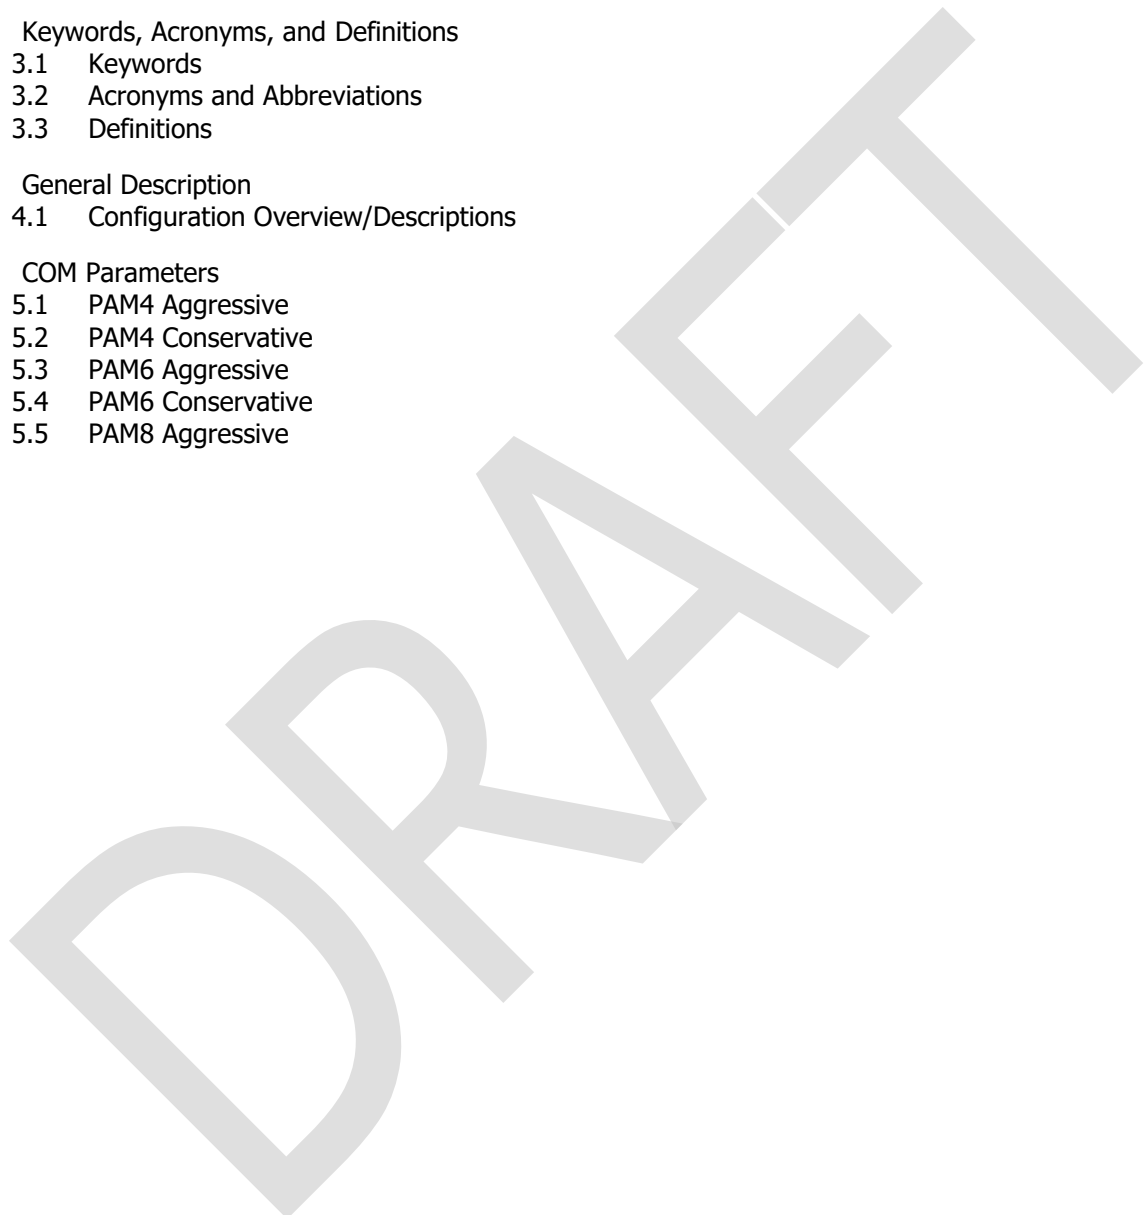 Keywords, Acronyms, and Definitions
3.1 Keywords
3.2 Acronyms and Abbreviations
3.3 Definitions
General Description
4.1 Configuration Overview/Descriptions
COM Parameters
5.1 PAM4 Aggressive
5.2 PAM4 Conservative
5.3 PAM6 Aggressive
5.4 PAM6 Conservative
5.5 PAM8 Aggressive
DRAFT